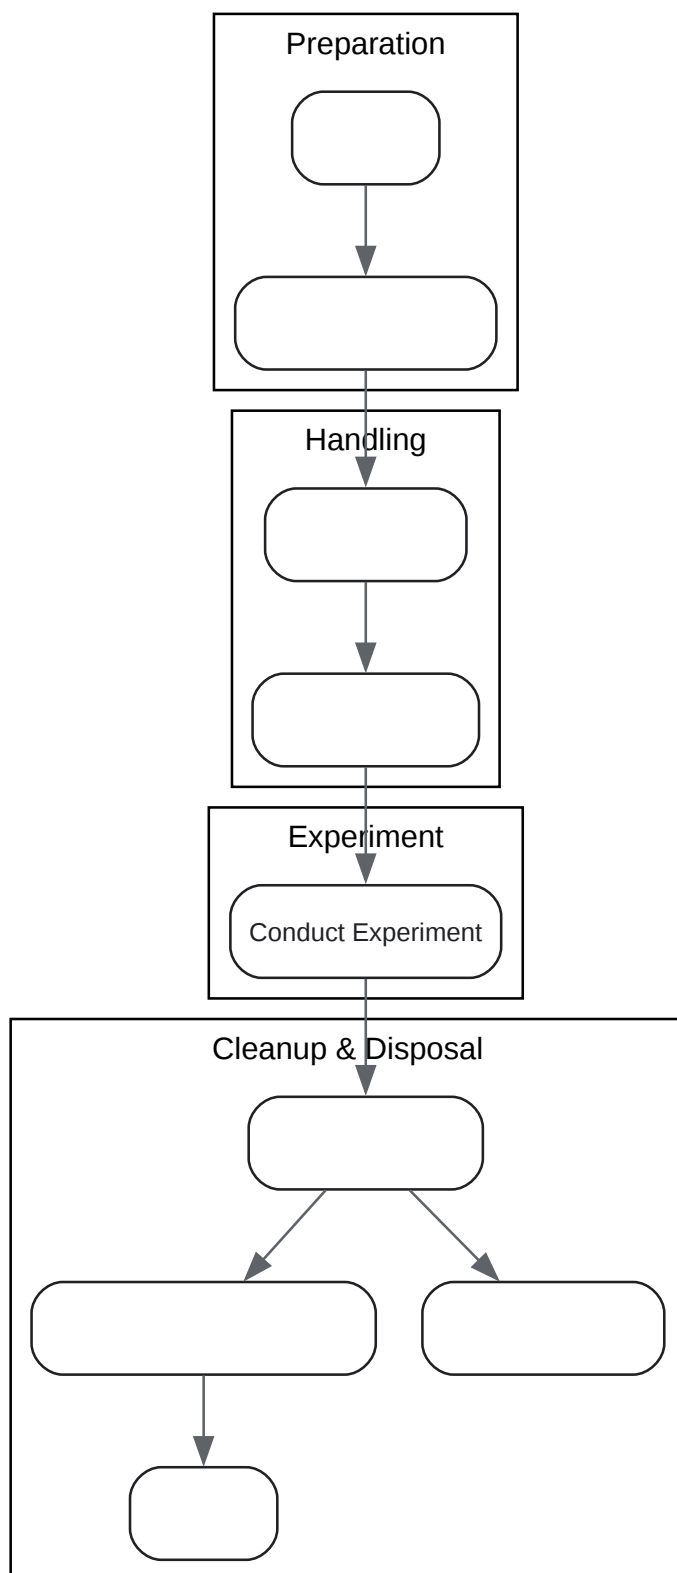 Preparation
Handling
Experiment
Conduct Experiment
Cleanup & Disposal